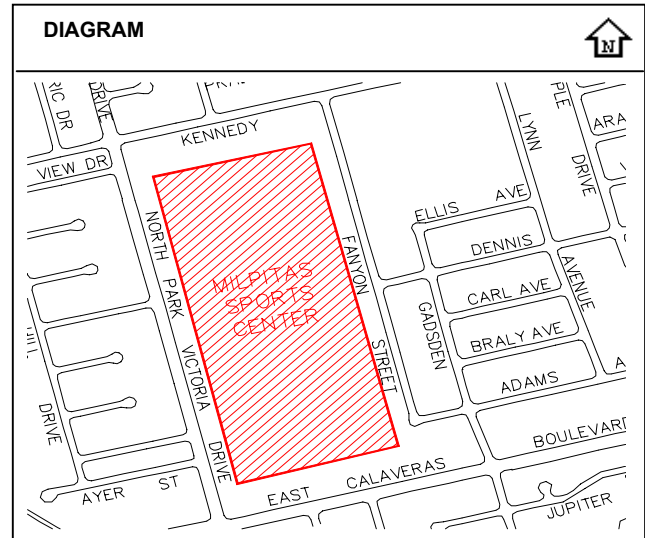 DIAGRAM
N
RIC DR
DRIVE
KENNEDY
VIEW DR
LYNN
PLE
DRIVE
ARA
ELLIS AVE
DENNIS
AVENUE
CARL AVE
BRALY AVE
ADAMS
A
GADSDEN
FANYON
STREET
NORTH
PARK
VICTORIA
DRIVE
MILPITAS
SPORTS
CENTER
DRIVE
AYER ST
EAST CALAVERAS
BOULEVARD
JUPITER